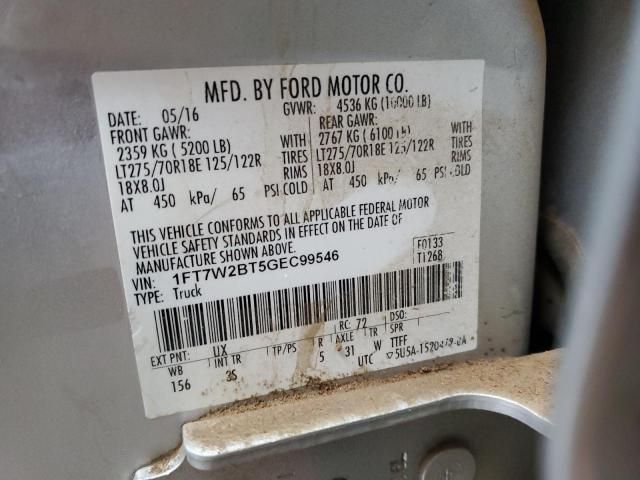 MFD. BY FORD MOTOR CO.
DATE: 05/16 GVWR: 4536 KG (10000 LB)
FRONT GAWR: REAR GAWR:
2359 KG ( 5200 LB) WITH 2767 KG ( 6100 LB) WITH
LT275/70R18E 125/122R TIRES LT275/70R18E 125/122R TIRES
18X8.0J RIMS 18X8.0J RIMS
AT 450 kPa/ 65 PSI COLD AT 450 kPa/ 65 PSI COLD
THIS VEHICLE CONFORMS TO ALL APPLICABLE FEDERAL MOTOR
VEHICLE SAFETY STANDARDS IN EFFECT ON THE DATE OF
MANUFACTURE SHOWN ABOVE.
VIN: 1FT7W2BT5GEC99546 F0133
TYPE: Truck T1268
EXT PNT: UX RC: 72 DSO:
WB INT TR TP/PS R AXLE TR SPR
156 3S 5 31 W TTFF
UTC